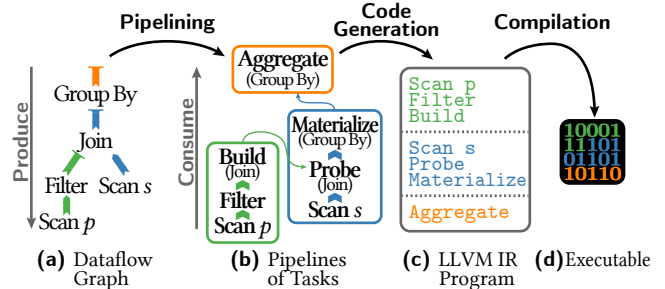 Pipelining
Code
Generation
Compilation
Produce
Group By
Join
Filter
Scan s
Scan p
Consume
Aggregate
(Group By)
Materialize
(Group By)
Build
(Join)
Probe
(Join)
Filter
Scan s
Scan p
Scan p
Filter
Build
Scan s
Probe
Materialize
Aggregate
10001
11101
01101
10110
(a) Dataflow
Graph
(b) Pipelines
of Tasks
(c) LLVM IR
Program
(d) Executable